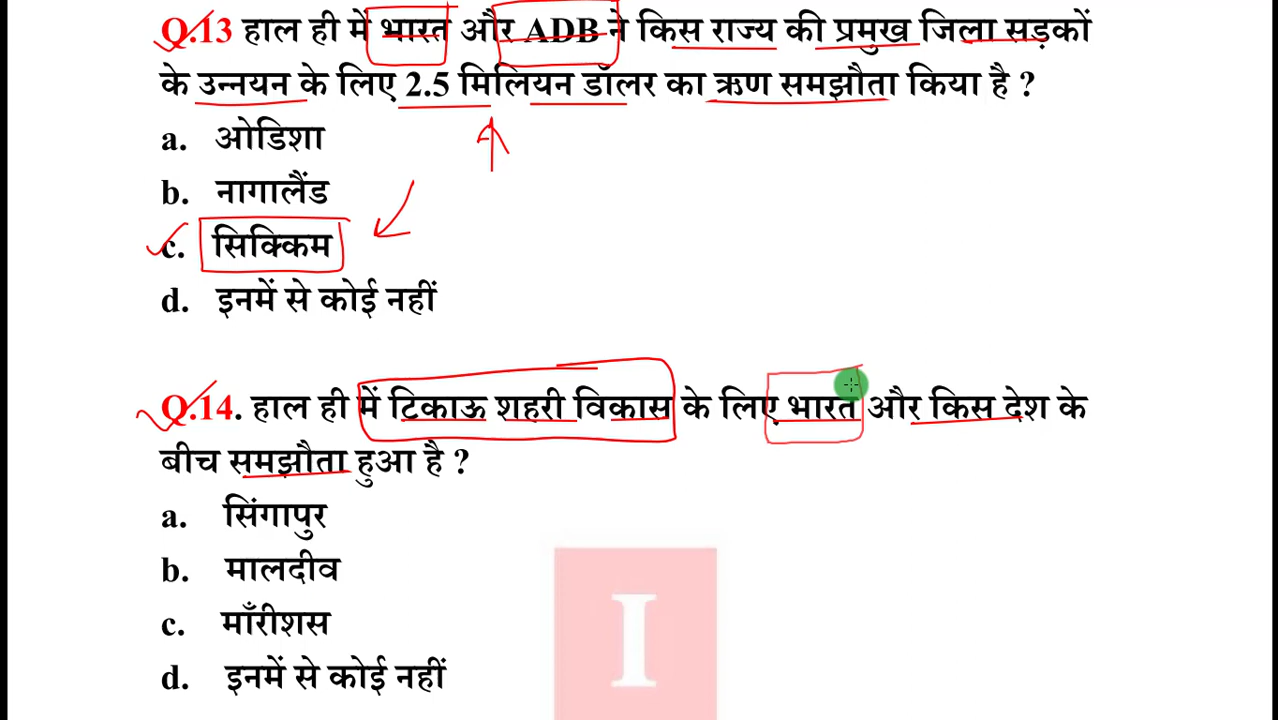 Q.13 हाल ही में भारत और ADB ने किस राज्य की प्रमुख जिला सड़कों
के उन्नयन के लिए 2.5 मिलियन डॉलर का ऋण समझौता किया है ?
a. ओडिशा
b. नागालैंड
c. सिक्किम
d. इनमें से कोई नहीं
Q.14. हाल ही में टिकाऊ शहरी विकास के लिए भारत और किस देश के
बीच समझौता हुआ है ?
a. सिंगापुर
b. मालदीव
c. माँरीशस
d. इनमें से कोई नहीं
I